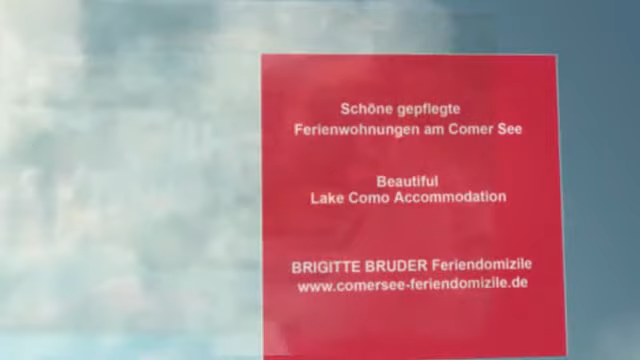 Schöne gepflegte
Ferienwohnungen am Comer See
Beautiful
Lake Como Accommodation
BRIGITTE BRUDER Feriendomizile
www.comersee-feriendomizile.de